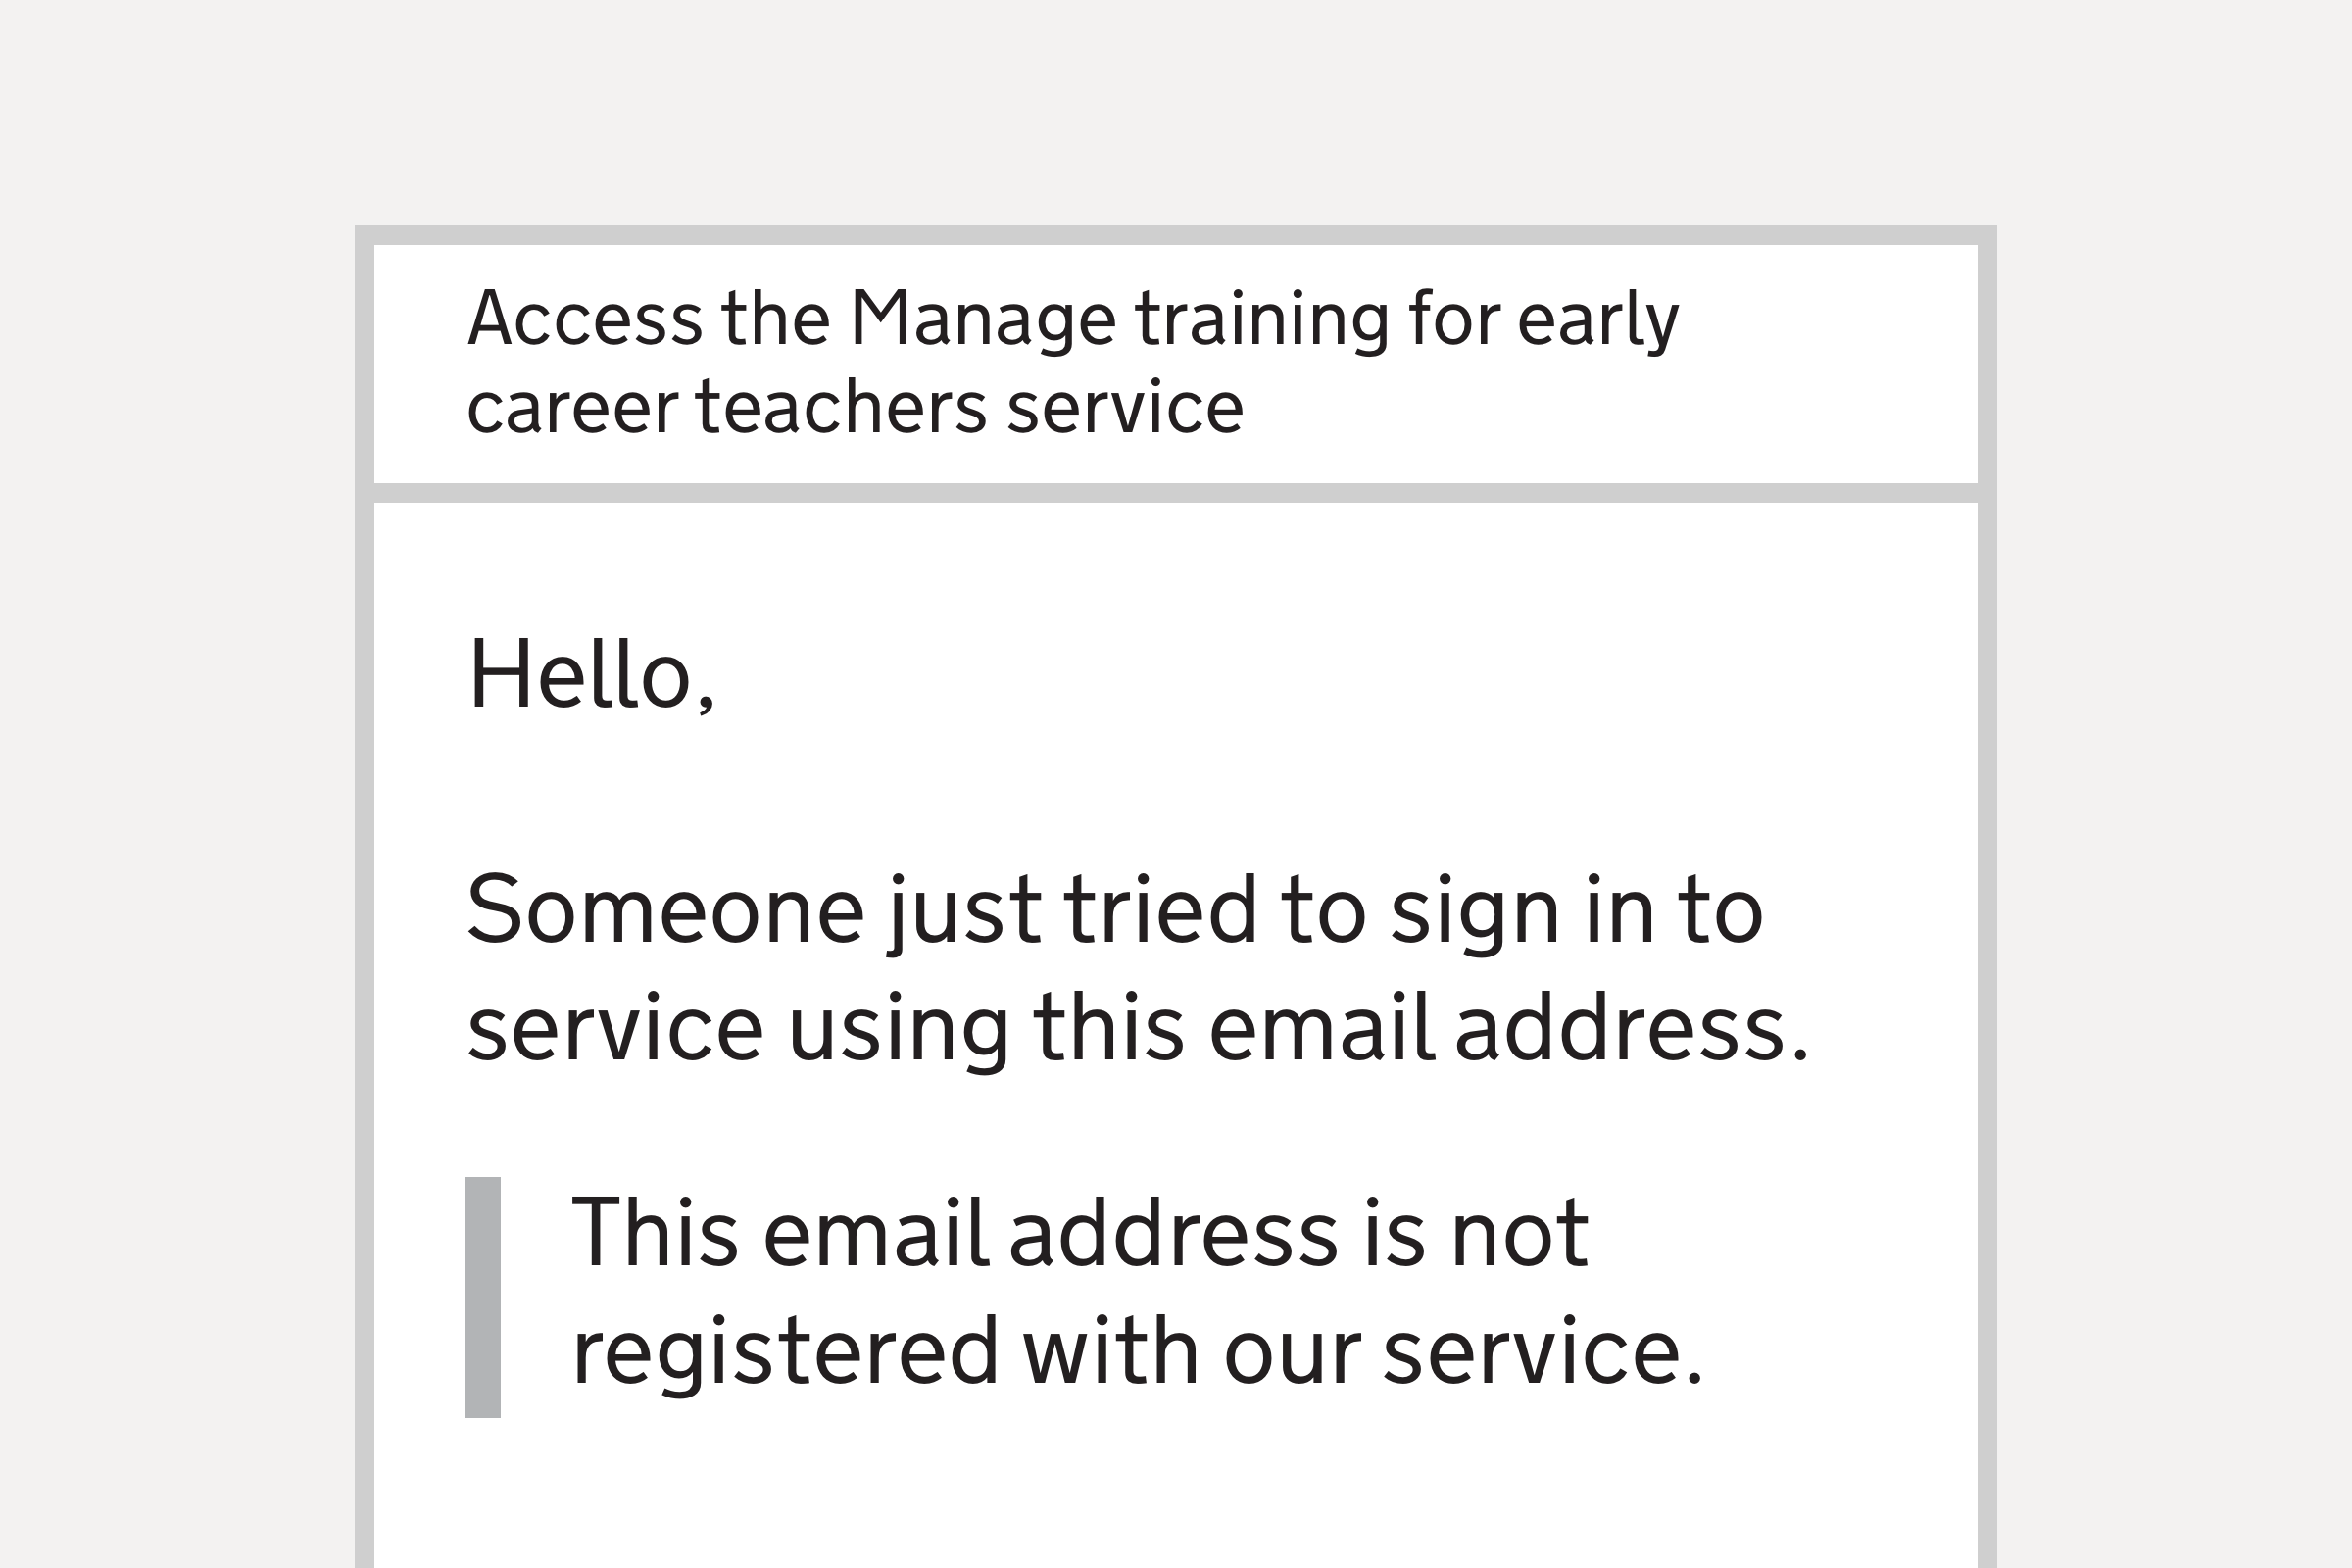 Access the Manage training for early
career teachers service
Hello,
Someone just tried to sign in to
service using this email address.
This email address is not
registered with our service.